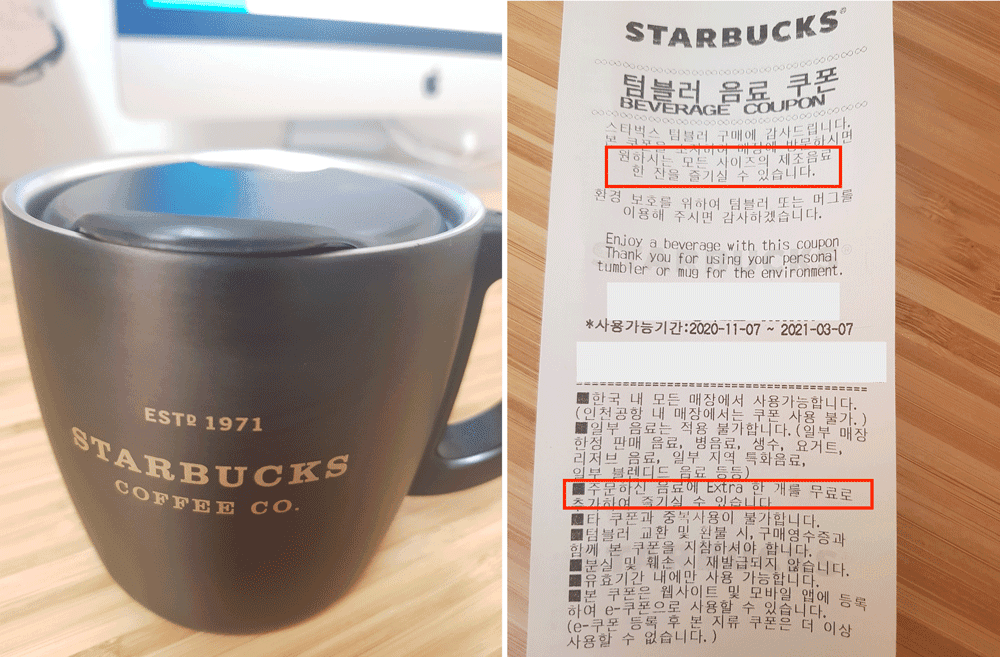 ESTD 1971
STARBUCKS
COFFEE CO.
STARBUCKS®
텀블러 음료 쿠폰
BEVERAGE COUPON
스타벅스 텀블러 구매에 감사드립니다.
본 쿠폰을 소지하여 매장에 방문하시면
원하시는 모든 사이즈의 제조음료
한 잔을 즐기실 수 있습니다.
환경 보호를 위하여 텀블러 또는 머그를
이용해 주시면 감사하겠습니다.
Enjoy a beverage with this coupon
Thank you for using your personal
tumbler or mug for the environment.
*사용가능기간:2020-11-07 ~ 2021-03-07
■한국 내 모든 매장에서 사용가능합니다.
(인천공항 내 매장에서는 쿠폰 사용 불가.)
■일부 음료는 적용 불가합니다.(일부 매장
한정 판매 음료, 병음료, 생수, 요거트,
리저브 음료, 일부 지역 특화음료,
일부 블렌디드 음료 등등)
■주문하신 음료에 Extra 한 개를 무료로
추가하여 즐기실 수 있습니다.
■타 쿠폰과 중복사용이 불가합니다.
■텀블러 교환 및 환불 시,구매영수증과
함께 본 쿠폰을 지참하셔야 합니다.
■분실 및 훼손 시 재발급되지 않습니다.
■유효기간 내에만 사용 가능합니다.
■본 쿠폰은 웹사이트 및 모바일 앱에 등록
하여 e-쿠폰으로 사용할 수 있습니다.
(e-쿠폰 등록 후 본 지류 쿠폰은 더 이상
사용할 수 없습니다.)